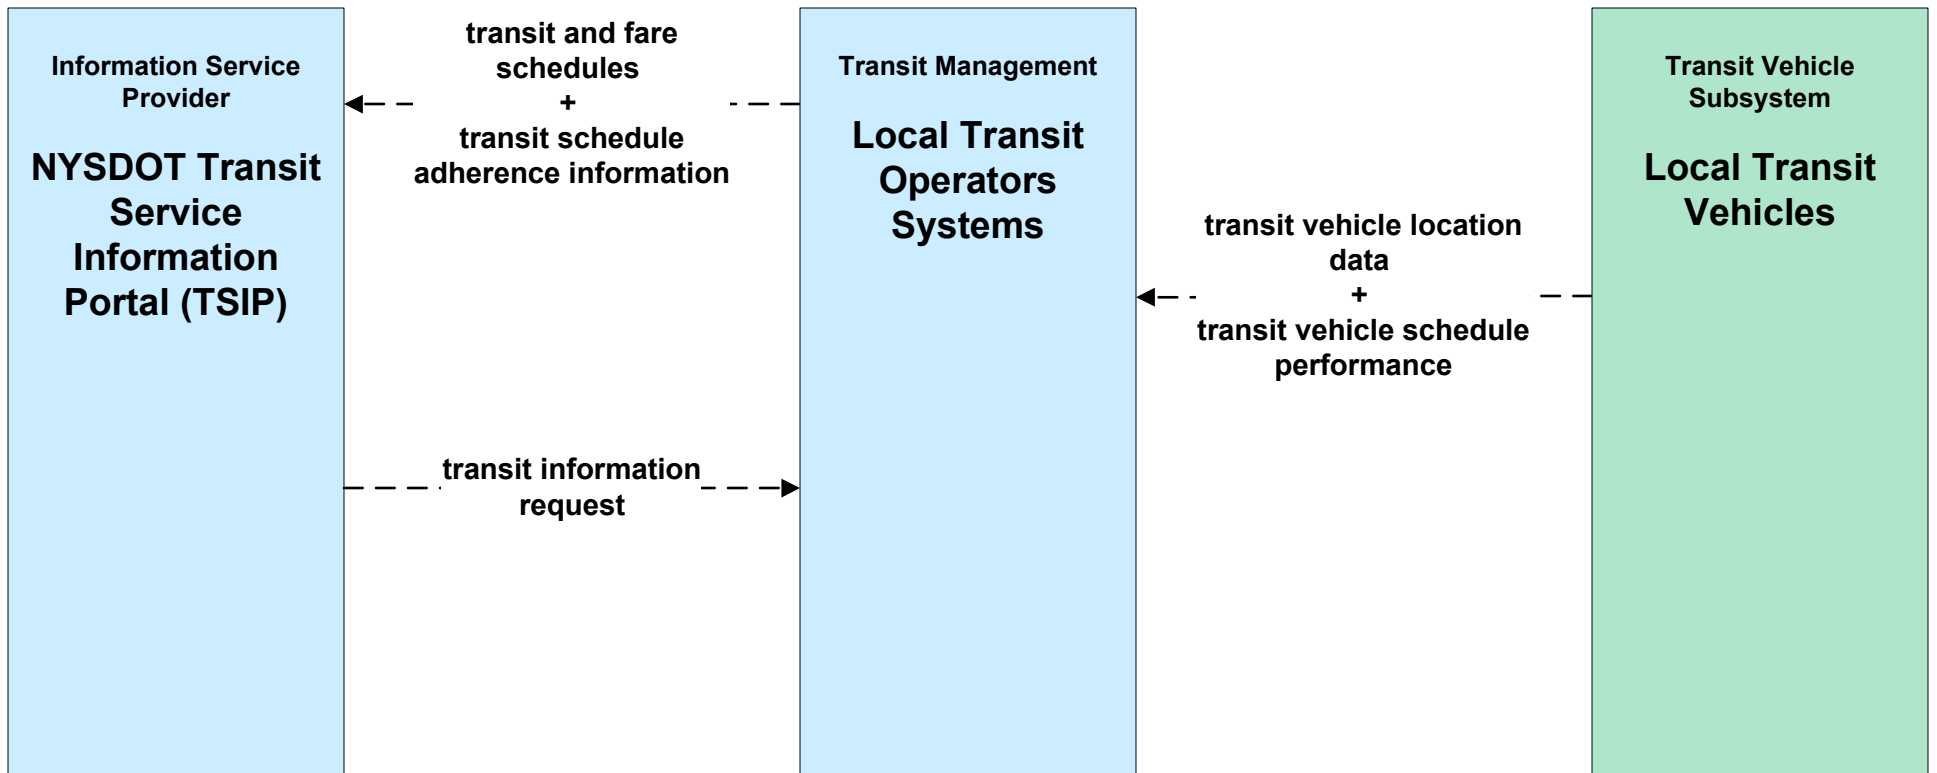 Information Service
Provider
NYSDOT Transit
Service
Information
Portal (TSIP)
transit and fare
schedules
+
transit schedule
adherence information
transit information
request
Transit Management
Local Transit
Operators
Systems
transit vehicle location
data
+
transit vehicle schedule
performance
Transit Vehicle
Subsystem
Local Transit
Vehicles